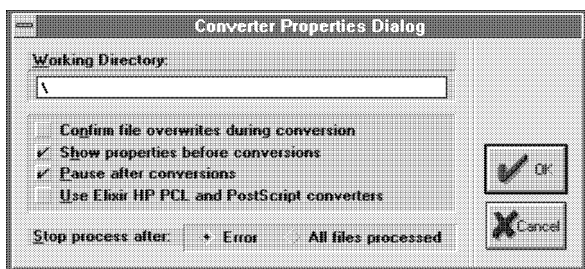 Converter Properties Dialog
Working Directory:
\
Confirm file overwrites during conversion
Show properties before conversions
Pause after conversions
Use Elixir HP PCL and PostScript converters
OK
Cancel
Stop process after: Error All files processed